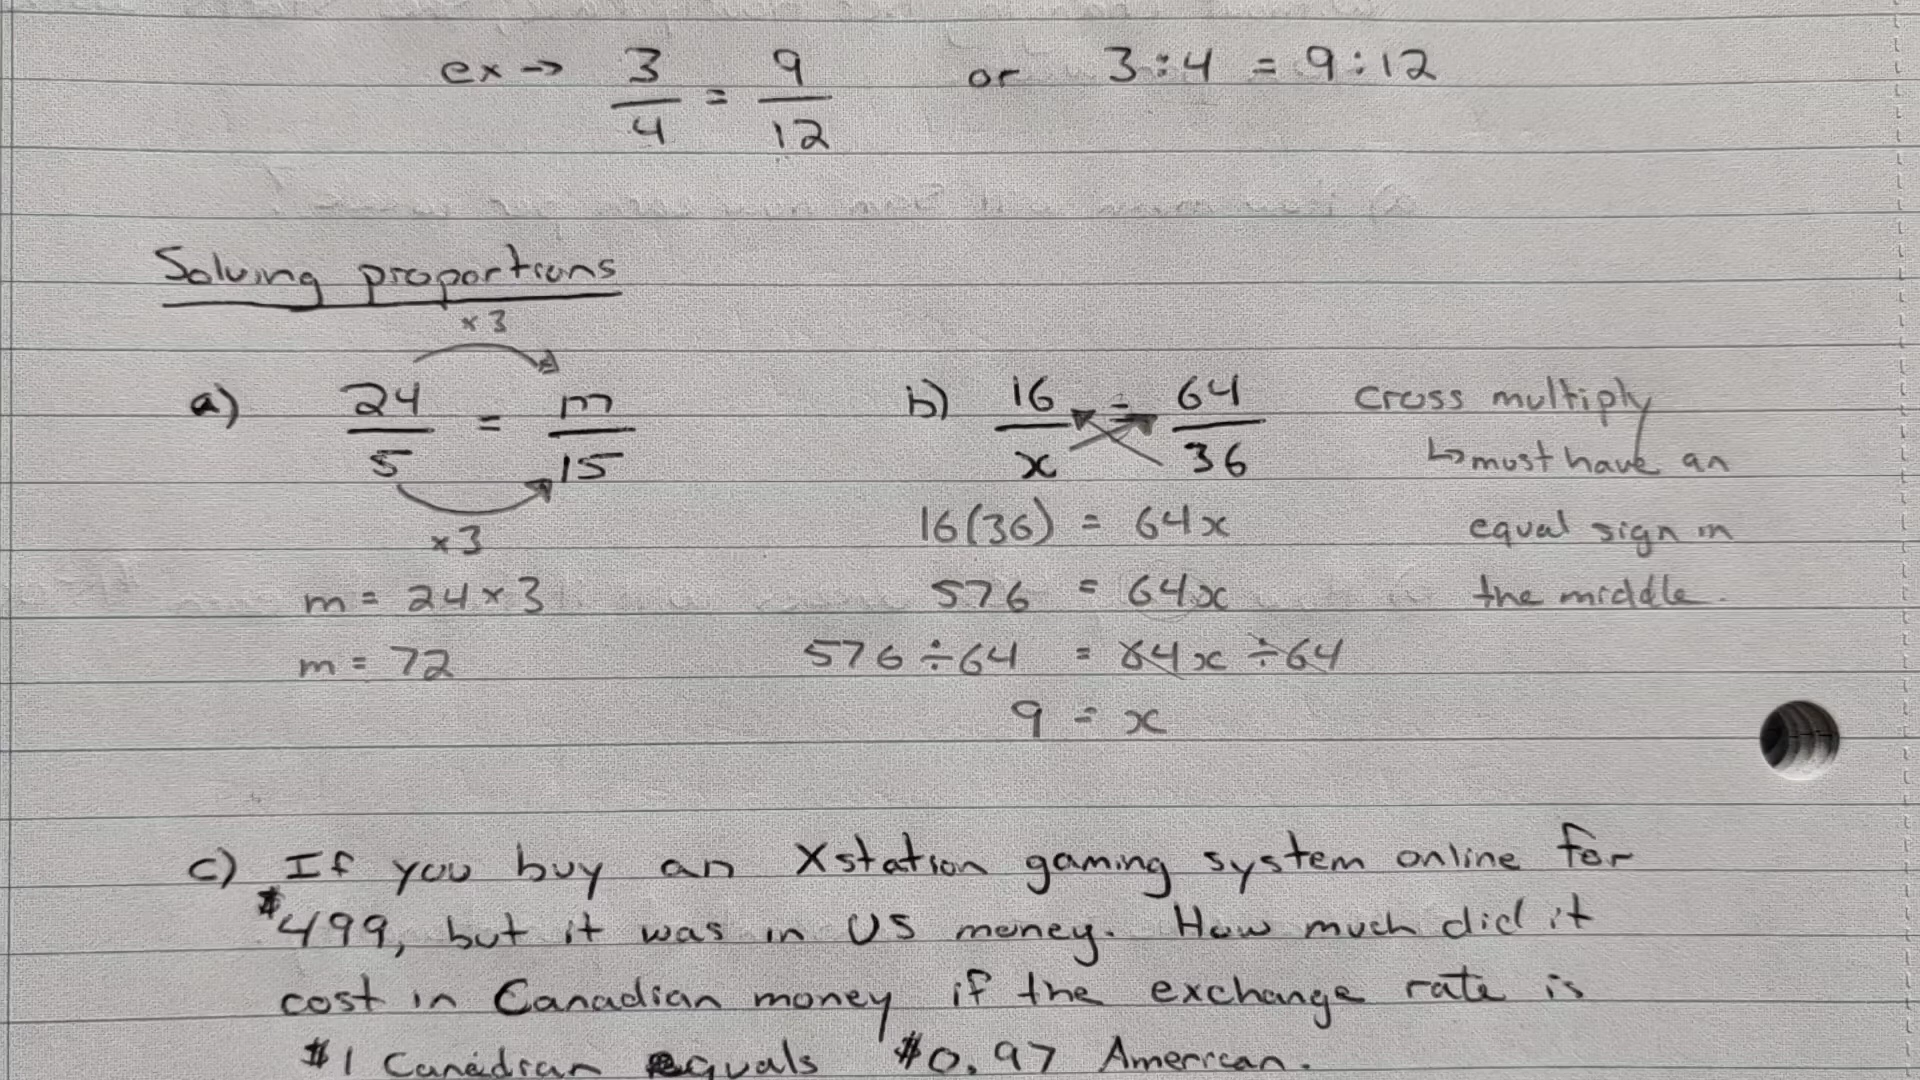 ex → 3/4 = 9/12 or 3:4 = 9:12
Solving proportions
×3
a) 24/5 = m/15
×3
m = 24×3
m = 72
b) 16/x = 64/36
16(36) = 64x
576 = 64x
576÷64 = 64x÷64
9 = x
cross multiply
↳ must have an
equal sign in
the middle.
c) If you buy an Xstation gaming system online for
$499, but it was in US money. How much did it
cost in Canadian money if the exchange rate is
$1 Canadian equals $0.97 American.